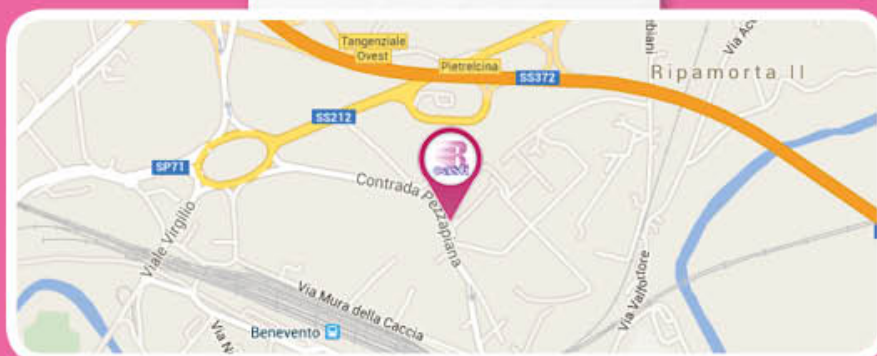 Tangenziale
Ovest
Pietrelcina
SS372
Ripamorta II
SS212
SP71
Contrada Pezzapiana
Viale Virgilio
Via Mura della Caccia
Via Valfortore
Benevento